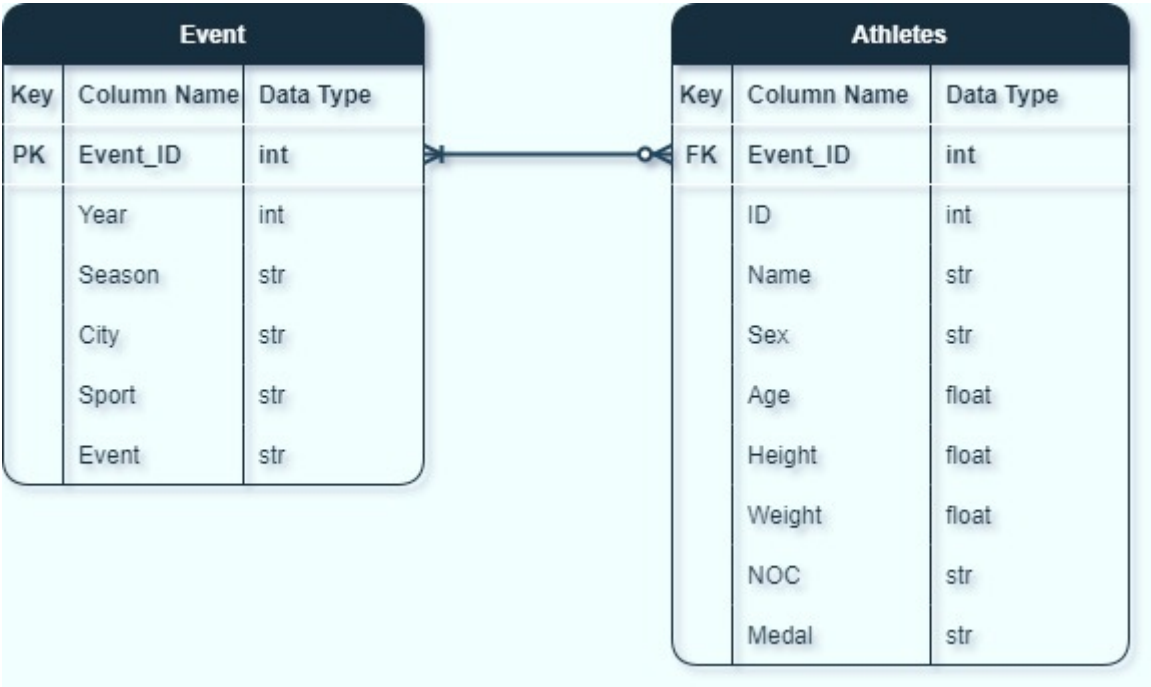 Event
Key Column Name Data Type
PK Event_ID int
Year int
Season str
City str
Sport str
Event str
Athletes
Key Column Name Data Type
FK Event_ID int
ID int
Name str
Sex str
Age float
Height float
Weight float
NOC str
Medal str